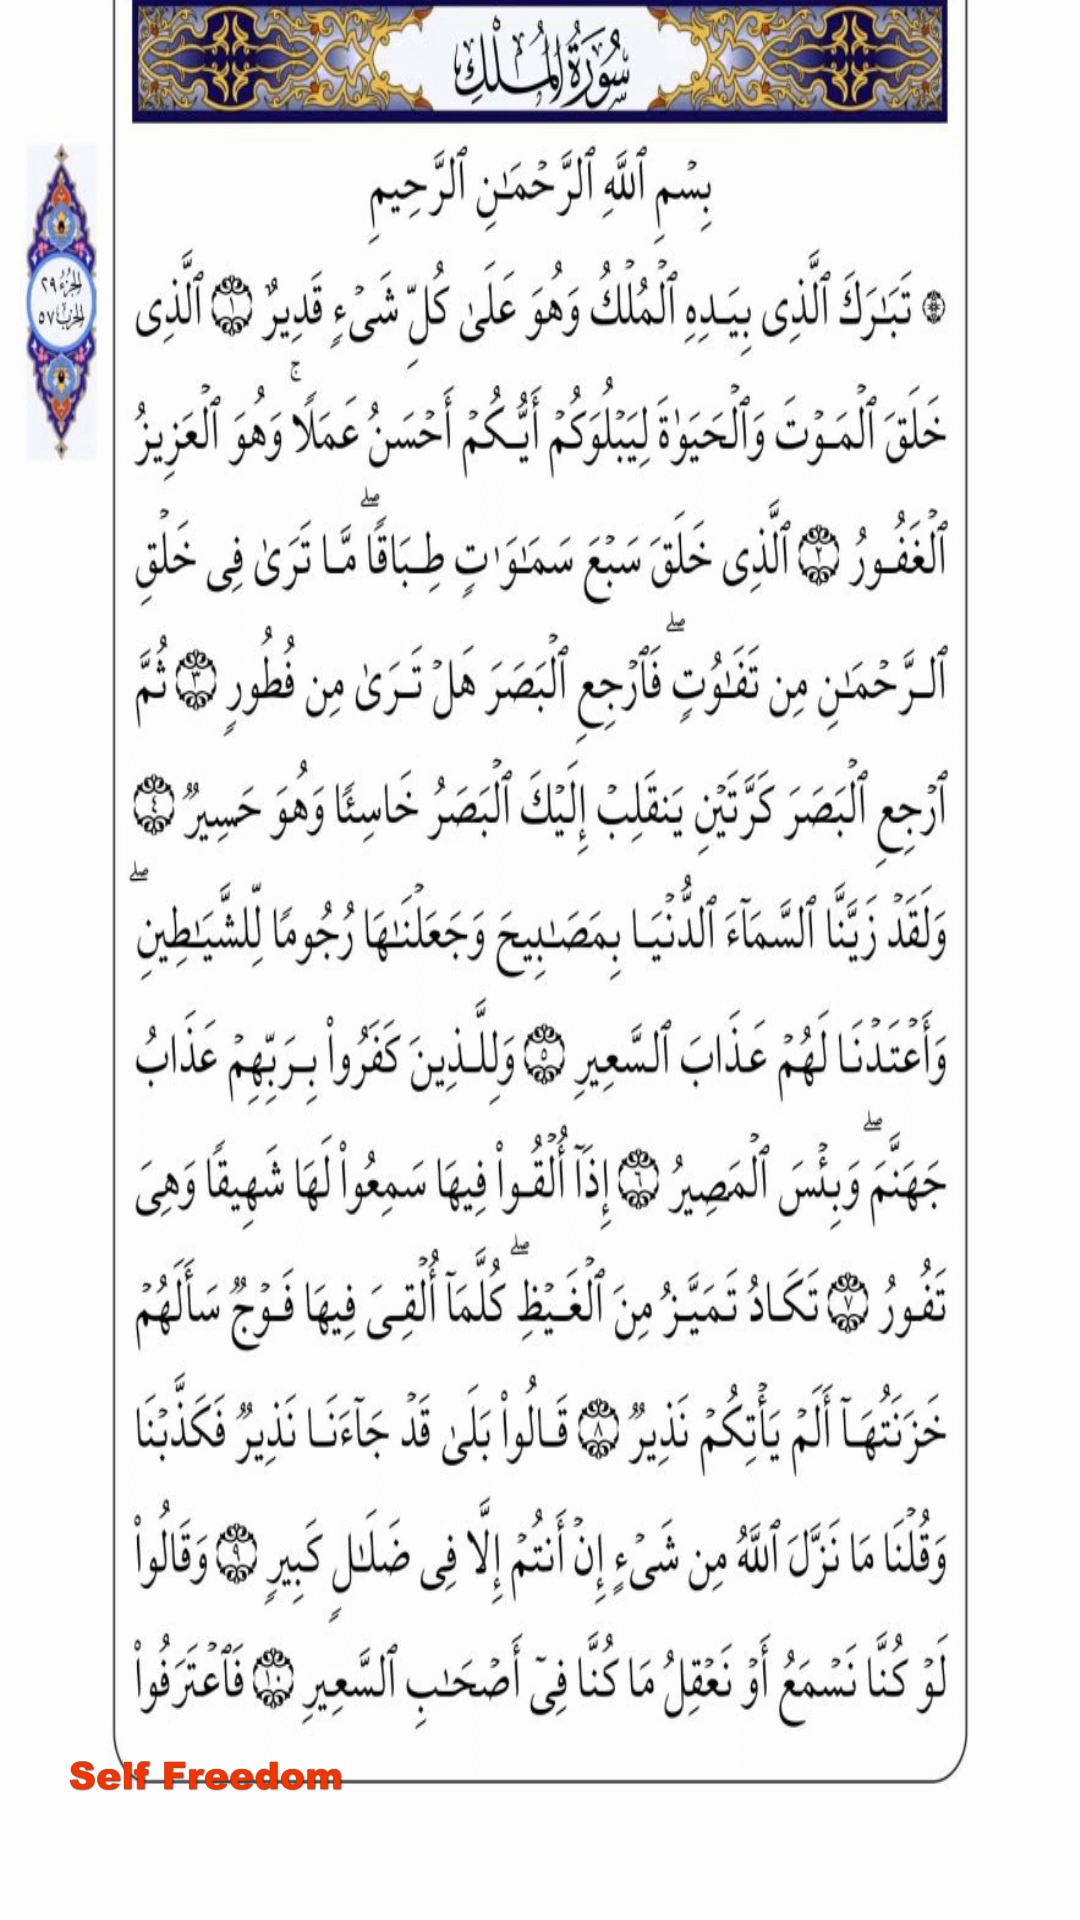 سُورَةُ المُلْكِ
بِسْمِ ٱللَّهِ ٱلرَّحْمَـٰنِ ٱلرَّحِيمِ
الجُزْءُ ٢٩
الحِزْبُ ٥٧
۞ تَبَـٰرَكَ ٱلَّذِى بِيَدِهِ ٱلْمُلْكُ وَهُوَ عَلَىٰ كُلِّ شَىْءٍ قَدِيرٌ ١ ٱلَّذِى
خَلَقَ ٱلْمَوْتَ وَٱلْحَيَوٰةَ لِيَبْلُوَكُمْ أَيُّكُمْ أَحْسَنُ عَمَلًا ۚ وَهُوَ ٱلْعَزِيزُ
ٱلْغَفُورُ ٢ ٱلَّذِى خَلَقَ سَبْعَ سَمَـٰوَٰتٍ طِبَاقًا ۖ مَّا تَرَىٰ فِى خَلْقِ
ٱلرَّحْمَـٰنِ مِن تَفَـٰوُتٍ ۖ فَٱرْجِعِ ٱلْبَصَرَ هَلْ تَرَىٰ مِن فُطُورٍ ٣ ثُمَّ
ٱرْجِعِ ٱلْبَصَرَ كَرَّتَيْنِ يَنقَلِبْ إِلَيْكَ ٱلْبَصَرُ خَاسِئًا وَهُوَ حَسِيرٌ ٤
وَلَقَدْ زَيَّنَّا ٱلسَّمَآءَ ٱلدُّنْيَا بِمَصَـٰبِيحَ وَجَعَلْنَـٰهَا رُجُومًا لِّلشَّيَـٰطِينِ ۖ
وَأَعْتَدْنَا لَهُمْ عَذَابَ ٱلسَّعِيرِ ٥ وَلِلَّذِينَ كَفَرُوا۟ بِرَبِّهِمْ عَذَابُ
جَهَنَّمَ ۖ وَبِئْسَ ٱلْمَصِيرُ ٦ إِذَآ أُلْقُوا۟ فِيهَا سَمِعُوا۟ لَهَا شَهِيقًا وَهِىَ
تَفُورُ ٧ تَكَادُ تَمَيَّزُ مِنَ ٱلْغَيْظِ ۖ كُلَّمَآ أُلْقِىَ فِيهَا فَوْجٌ سَأَلَهُمْ
خَزَنَتُهَآ أَلَمْ يَأْتِكُمْ نَذِيرٌ ٨ قَالُوا۟ بَلَىٰ قَدْ جَآءَنَا نَذِيرٌ فَكَذَّبْنَا
وَقُلْنَا مَا نَزَّلَ ٱللَّهُ مِن شَىْءٍ إِنْ أَنتُمْ إِلَّا فِى ضَلَـٰلٍ كَبِيرٍ ٩ وَقَالُوا۟
لَوْ كُنَّا نَسْمَعُ أَوْ نَعْقِلُ مَا كُنَّا فِىٓ أَصْحَـٰبِ ٱلسَّعِيرِ ١٠ فَٱعْتَرَفُوا۟
Self Freedom